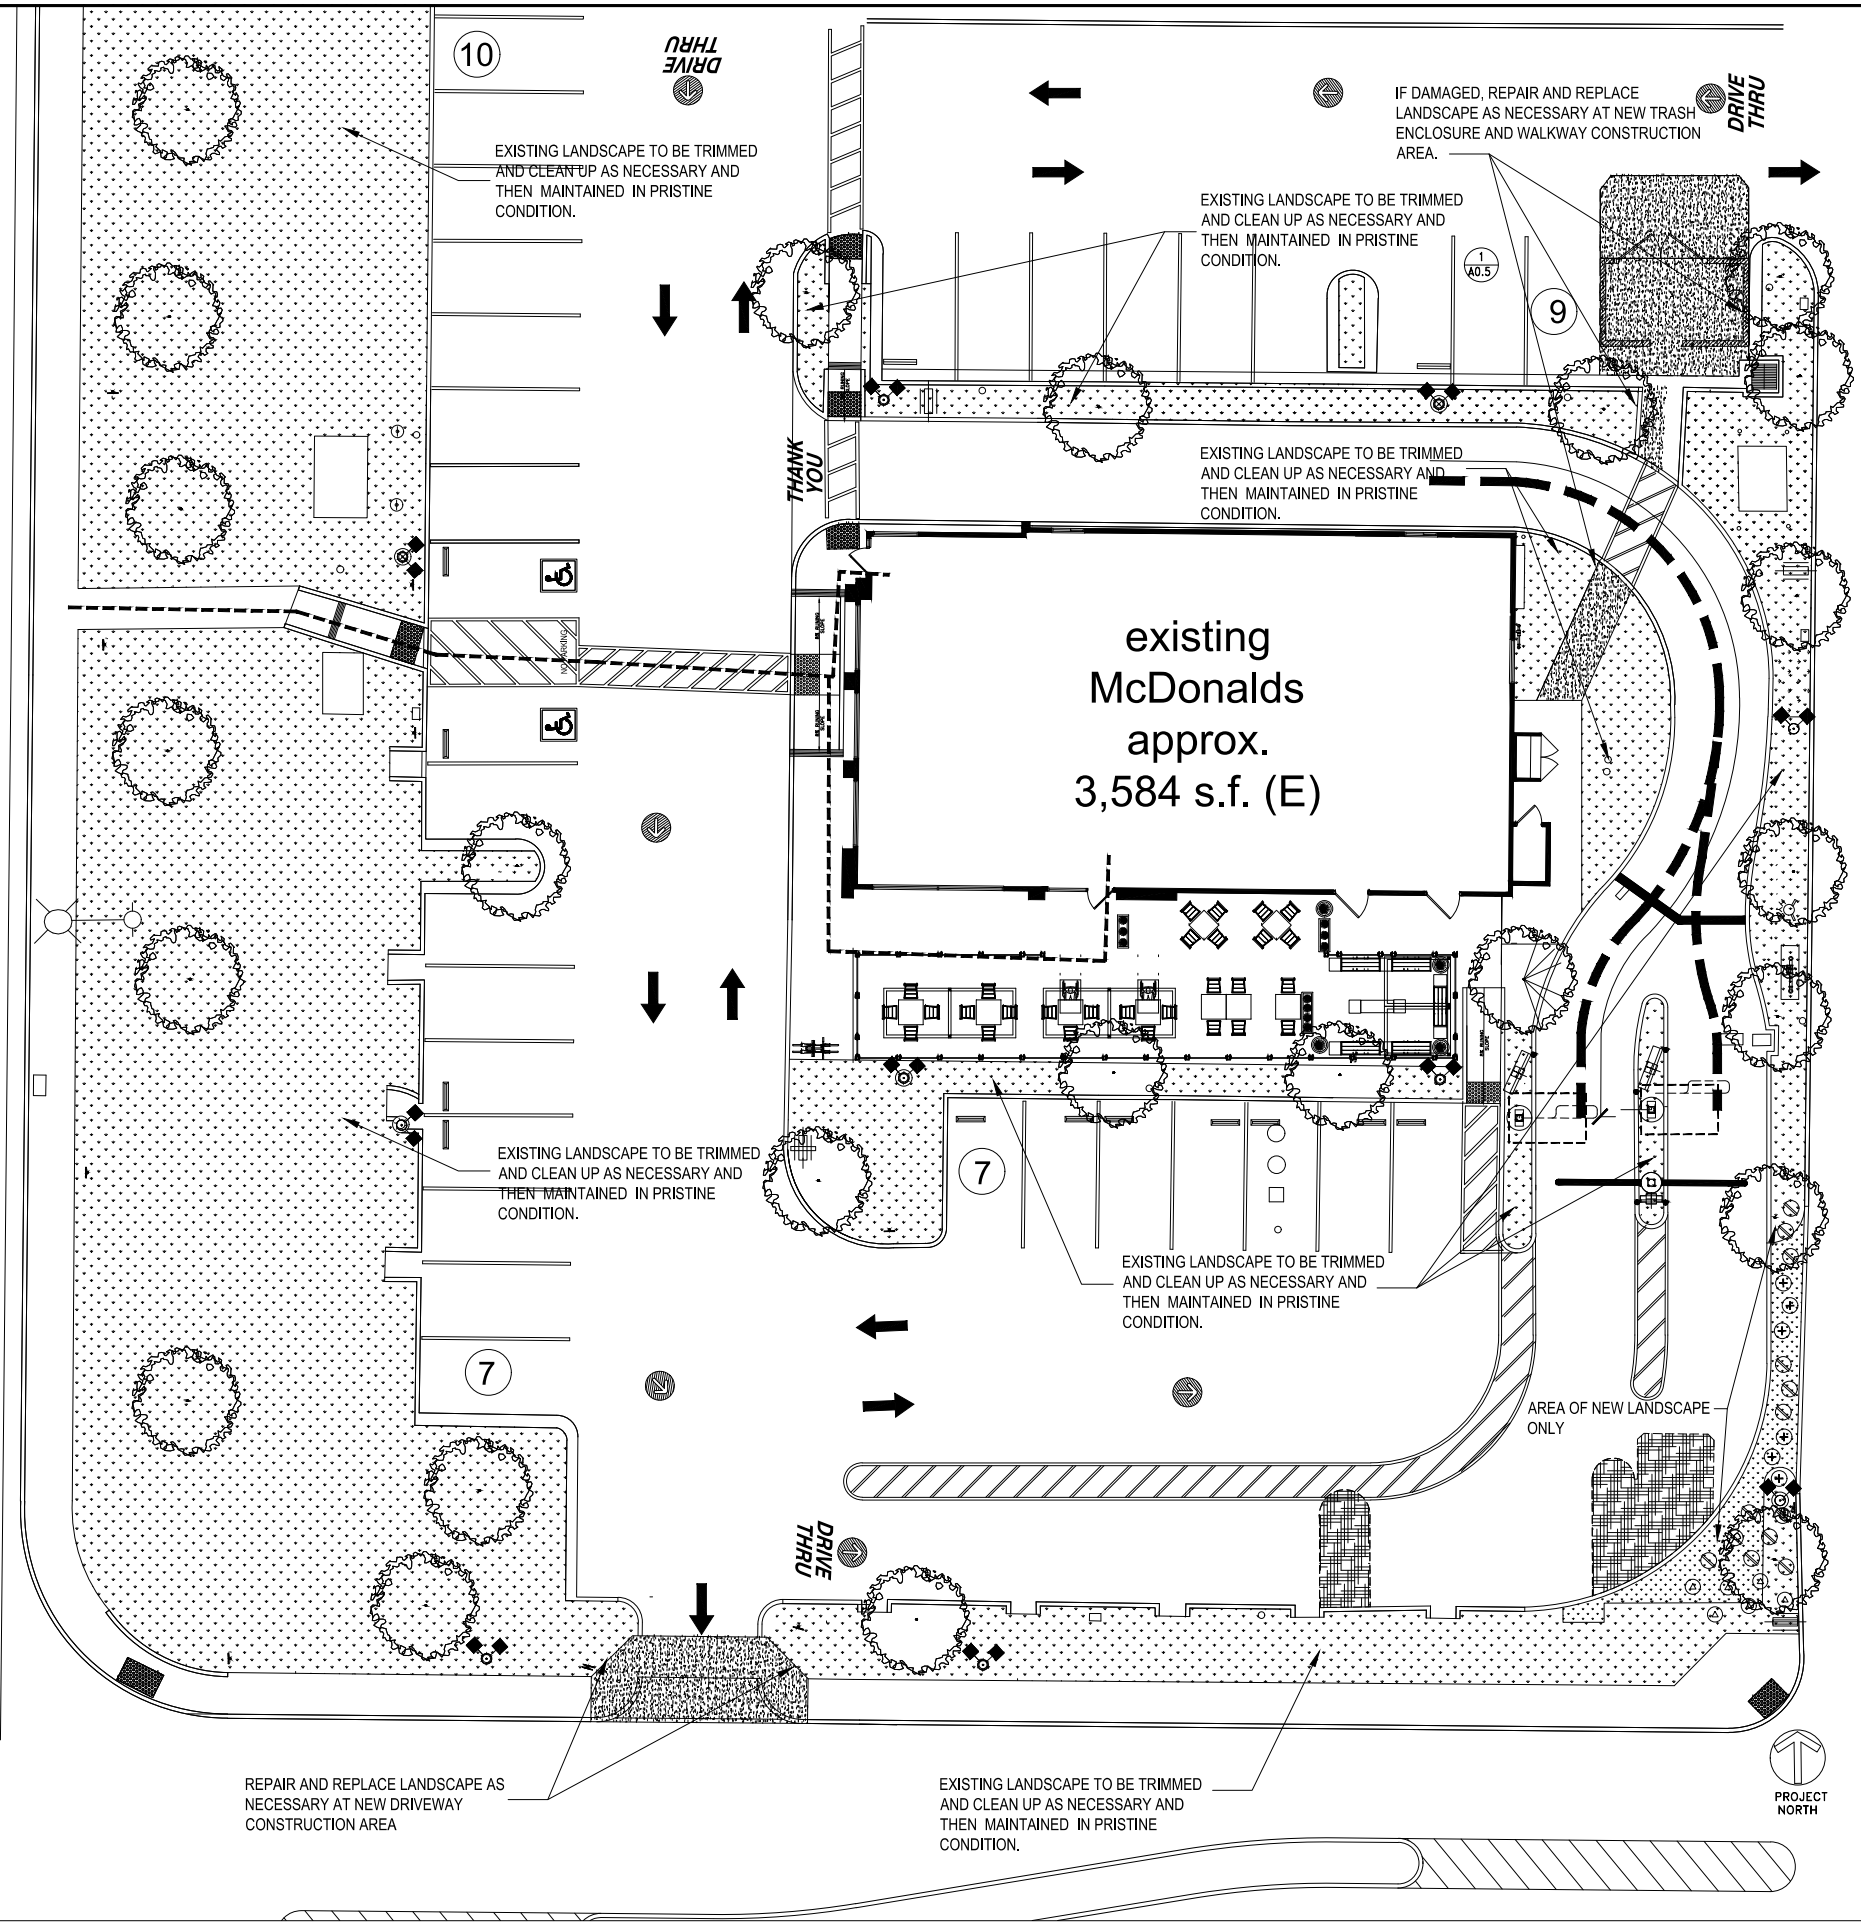 10
DRIVE
THRU
IF DAMAGED, REPAIR AND REPLACE
LANDSCAPE AS NECESSARY AT NEW TRASH
ENCLOSURE AND WALKWAY CONSTRUCTION
AREA.
DRIVE
THRU
EXISTING LANDSCAPE TO BE TRIMMED
AND CLEAN UP AS NECESSARY AND
THEN MAINTAINED IN PRISTINE
CONDITION.
EXISTING LANDSCAPE TO BE TRIMMED
AND CLEAN UP AS NECESSARY AND
THEN MAINTAINED IN PRISTINE
CONDITION.
1
A0.5
9
THANK
YOU
EXISTING LANDSCAPE TO BE TRIMMED
AND CLEAN UP AS NECESSARY AND
THEN MAINTAINED IN PRISTINE
CONDITION.
existing
McDonalds
approx.
3,584 s.f. (E)
NO PARKING
EXISTING LANDSCAPE TO BE TRIMMED
AND CLEAN UP AS NECESSARY AND
THEN MAINTAINED IN PRISTINE
CONDITION.
7
EXISTING LANDSCAPE TO BE TRIMMED
AND CLEAN UP AS NECESSARY AND
THEN MAINTAINED IN PRISTINE
CONDITION.
7
AREA OF NEW LANDSCAPE
ONLY
DRIVE
THRU
REPAIR AND REPLACE LANDSCAPE AS
NECESSARY AT NEW DRIVEWAY
CONSTRUCTION AREA
EXISTING LANDSCAPE TO BE TRIMMED
AND CLEAN UP AS NECESSARY AND
THEN MAINTAINED IN PRISTINE
CONDITION.
PROJECT
NORTH